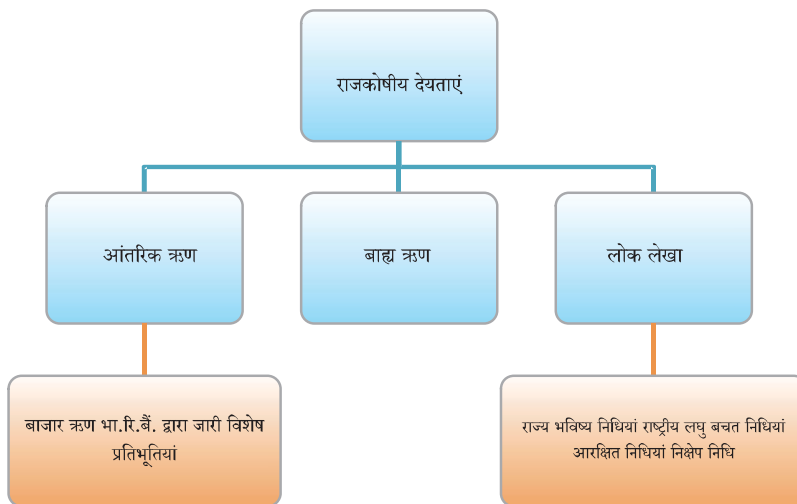 राजकोषीय देयताएं
आंतरिक ऋण
बाह्य ऋण
लोक लेखा
बाजार ऋण भा.रि.बैं. द्वारा जारी विशेष
प्रतिभूतियां
राज्य भविष्य निधियां राष्ट्रीय लघु बचत निधियां
आरक्षित निधियां निक्षेप निधि